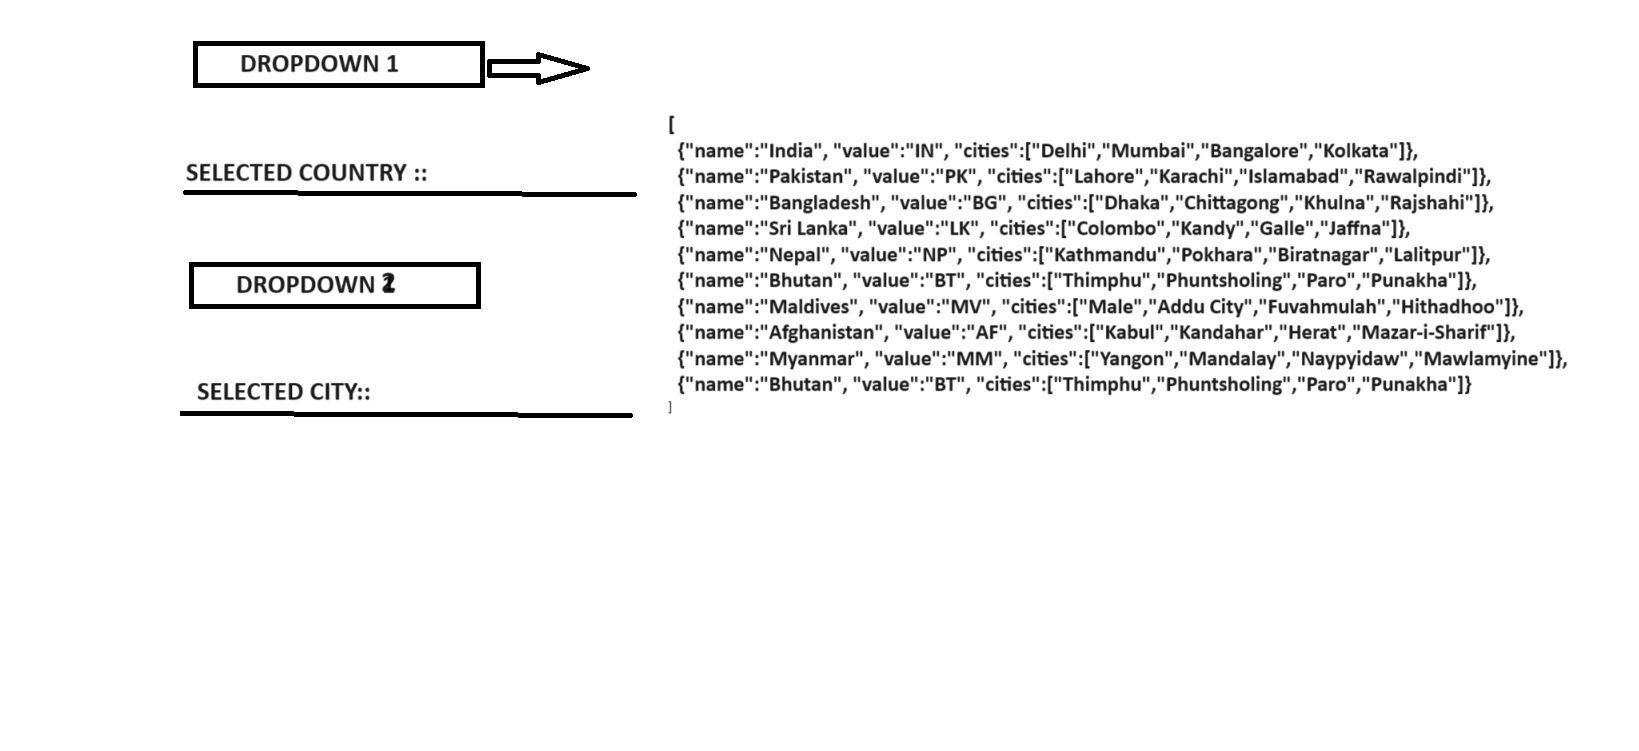 DROPDOWN 1
SELECTED COUNTRY ::
DROPDOWN 2
SELECTED CITY::
[
{"name":"India", "value":"IN", "cities":["Delhi","Mumbai","Bangalore","Kolkata"]},
{"name":"Pakistan", "value":"PK", "cities":["Lahore","Karachi","Islamabad","Rawalpindi"]},
{"name":"Bangladesh", "value":"BG", "cities":["Dhaka","Chittagong","Khulna","Rajshahi"]},
{"name":"Sri Lanka", "value":"LK", "cities":["Colombo","Kandy","Galle","Jaffna"]},
{"name":"Nepal", "value":"NP", "cities":["Kathmandu","Pokhara","Biratnagar","Lalitpur"]},
{"name":"Bhutan", "value":"BT", "cities":["Thimphu","Phuntsholing","Paro","Punakha"]},
{"name":"Maldives", "value":"MV", "cities":["Male","Addu City","Fuvahmulah","Hithadhoo"]},
{"name":"Afghanistan", "value":"AF", "cities":["Kabul","Kandahar","Herat","Mazar-i-Sharif"]},
{"name":"Myanmar", "value":"MM", "cities":["Yangon","Mandalay","Naypyidaw","Mawlamyine"]},
{"name":"Bhutan", "value":"BT", "cities":["Thimphu","Phuntsholing","Paro","Punakha"]}
]